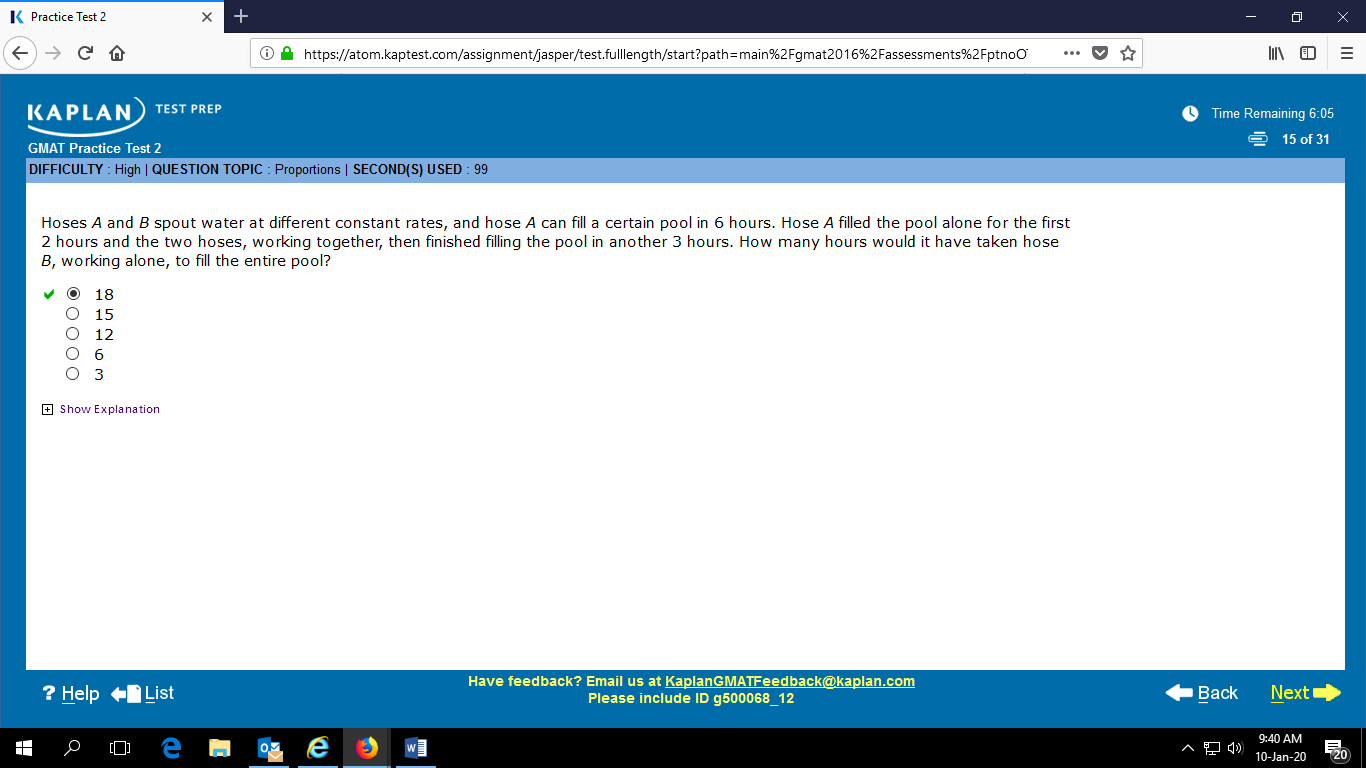 Practice Test 2
https://atom.kaptest.com/assignment/jasper/test.fulllength/start?path=main%2Fgmat2016%2Fassessments%2FptnoO
KAPLAN TEST PREP
Time Remaining 6:05
15 of 31
GMAT Practice Test 2
DIFFICULTY : High | QUESTION TOPIC : Proportions | SECOND(S) USED : 99
Hoses A and B spout water at different constant rates, and hose A can fill a certain pool in 6 hours. Hose A filled the pool alone for the first
2 hours and the two hoses, working together, then finished filling the pool in another 3 hours. How many hours would it have taken hose
B, working alone, to fill the entire pool?
18
15
12
6
3
Show Explanation
? Help
List
Have feedback? Email us at KaplanGMATFeedback@kaplan.com
Please include ID g500068_12
Back
Next
9:40 AM
10-Jan-20
20